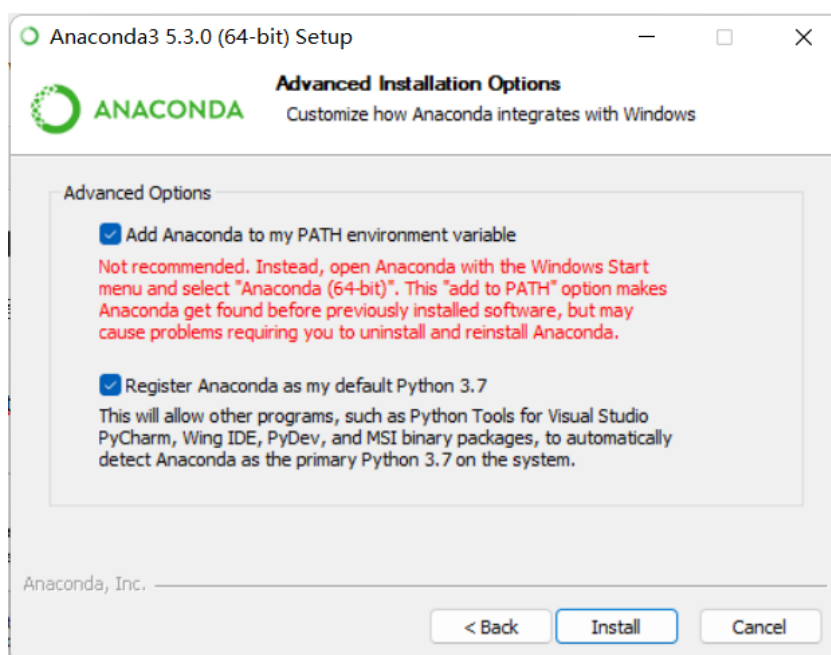 Anaconda3 5.3.0 (64-bit) Setup
ANACONDA
Advanced Installation Options
Customize how Anaconda integrates with Windows
Advanced Options
Add Anaconda to my PATH environment variable
Not recommended. Instead, open Anaconda with the Windows Start
menu and select "Anaconda (64-bit)". This "add to PATH" option makes
Anaconda get found before previously installed software, but may
cause problems requiring you to uninstall and reinstall Anaconda.
Register Anaconda as my default Python 3.7
This will allow other programs, such as Python Tools for Visual Studio
PyCharm, Wing IDE, PyDev, and MSI binary packages, to automatically
detect Anaconda as the primary Python 3.7 on the system.
Anaconda, Inc.
< Back
Install
Cancel